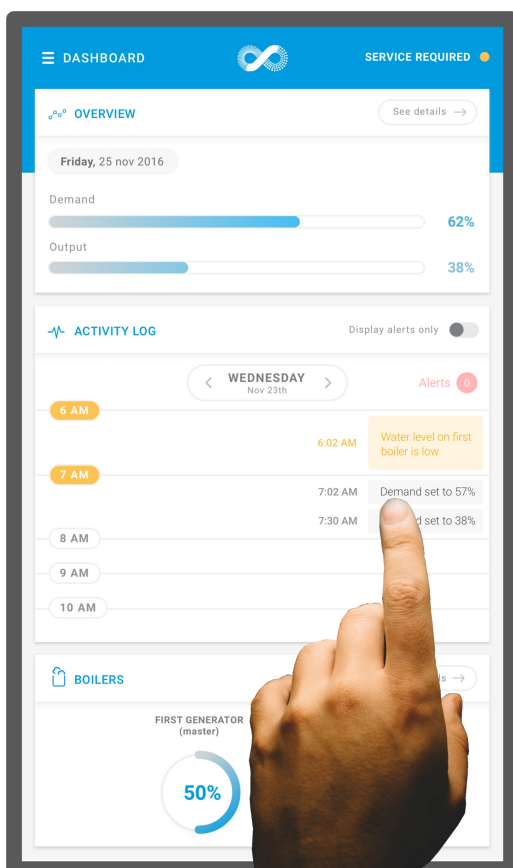 DASHBOARD
SERVICE REQUIRED
OVERVIEW
See details →
Friday, 25 nov 2016
Demand
62%
Output
38%
ACTIVITY LOG
Display alerts only
< WEDNESDAY >
Nov 23th
Alerts 0
6 AM
6:02 AM
Water level on first
boiler is low
7 AM
7:02 AM
Demand set to 57%
7:30 AM
set to 38%
8 AM
9 AM
10 AM
BOILERS
FIRST GENERATOR
(master)
50%